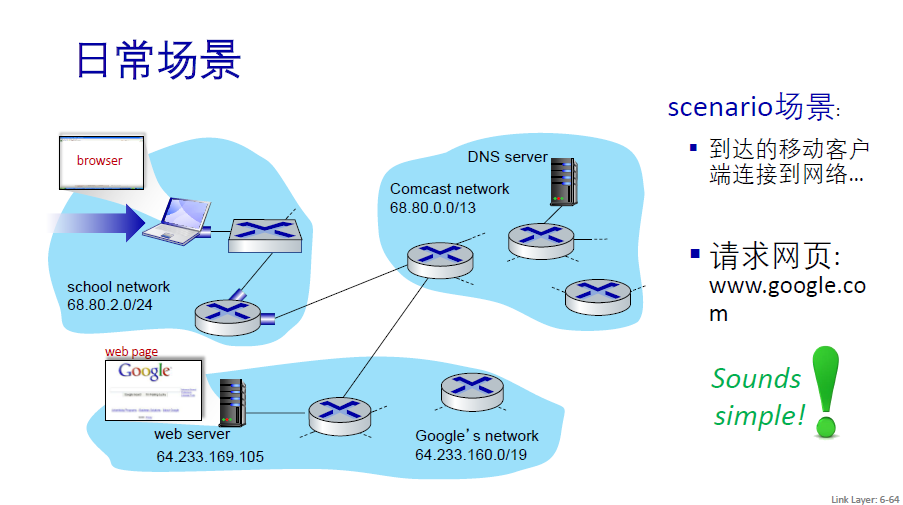 日常场景
scenario场景:
到达的移动客
户端连接到网络...
请求网页:
www.google.co
m
Sounds
simple!
browser
school network
68.80.2.0/24
DNS server
Comcast network
68.80.0.0/13
web page
Google
web server
64.233.169.105
Google's network
64.233.160.0/19
Link Layer: 6-64